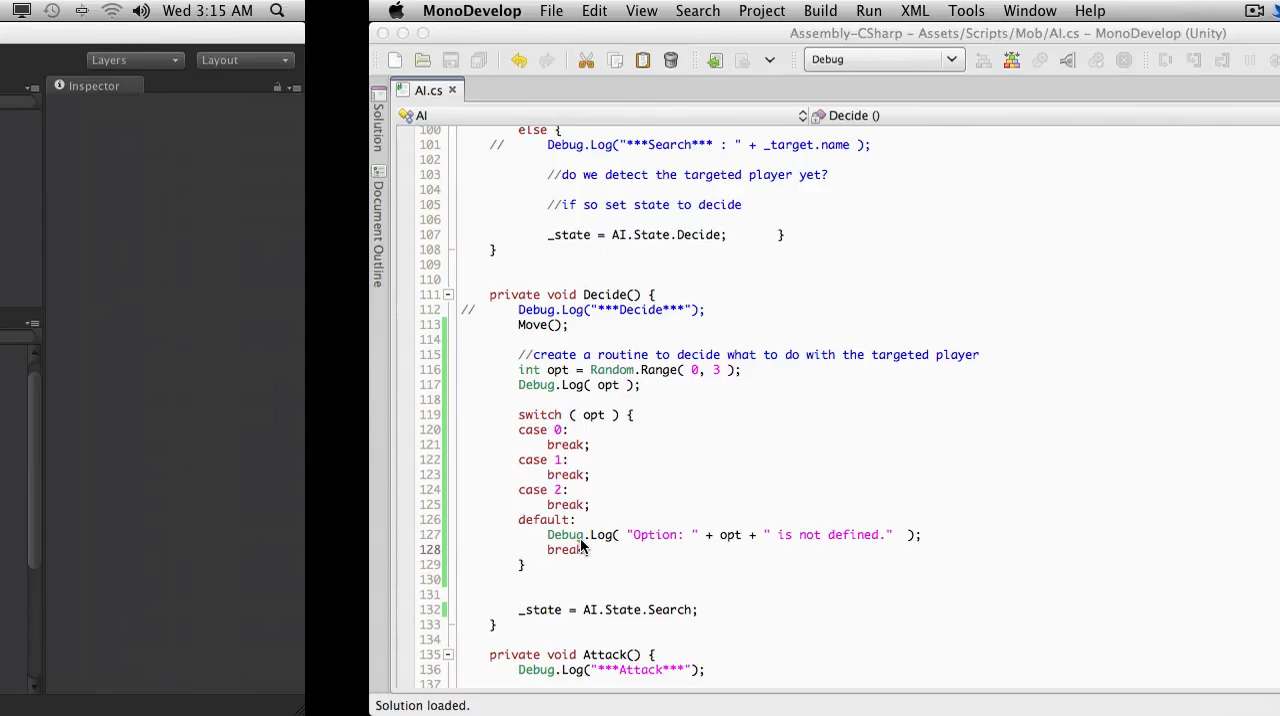 Wed 3:15 AM
MonoDevelop File Edit View Search Project Build Run XML Tools Window Help
Assembly-CSharp - Assets/Scripts/Mob/AI.cs - MonoDevelop (Unity)
Layers Layout
Debug
Inspector
AI.cs
AI Decide ()
Solution
Document Outline
100 else {
101 // Debug.Log("***Search*** : " + _target.name );
102
103 //do we detect the targeted player yet?
104
105 //if so set state to decide
106
107 _state = AI.State.Decide; }
108 }
109
110
111 private void Decide() {
112 // Debug.Log("***Decide***");
113 Move();
114
115 //create a routine to decide what to do with the targeted player
116 int opt = Random.Range( 0, 3 );
117 Debug.Log( opt );
118
119 switch ( opt ) {
120 case 0:
121 break;
122 case 1:
123 break;
124 case 2:
125 break;
126 default:
127 Debug.Log( "Option: " + opt + " is not defined." );
128 break;
129 }
130
131
132 _state = AI.State.Search;
133 }
134
135 private void Attack() {
136 Debug.Log("***Attack***");
137
Solution loaded.